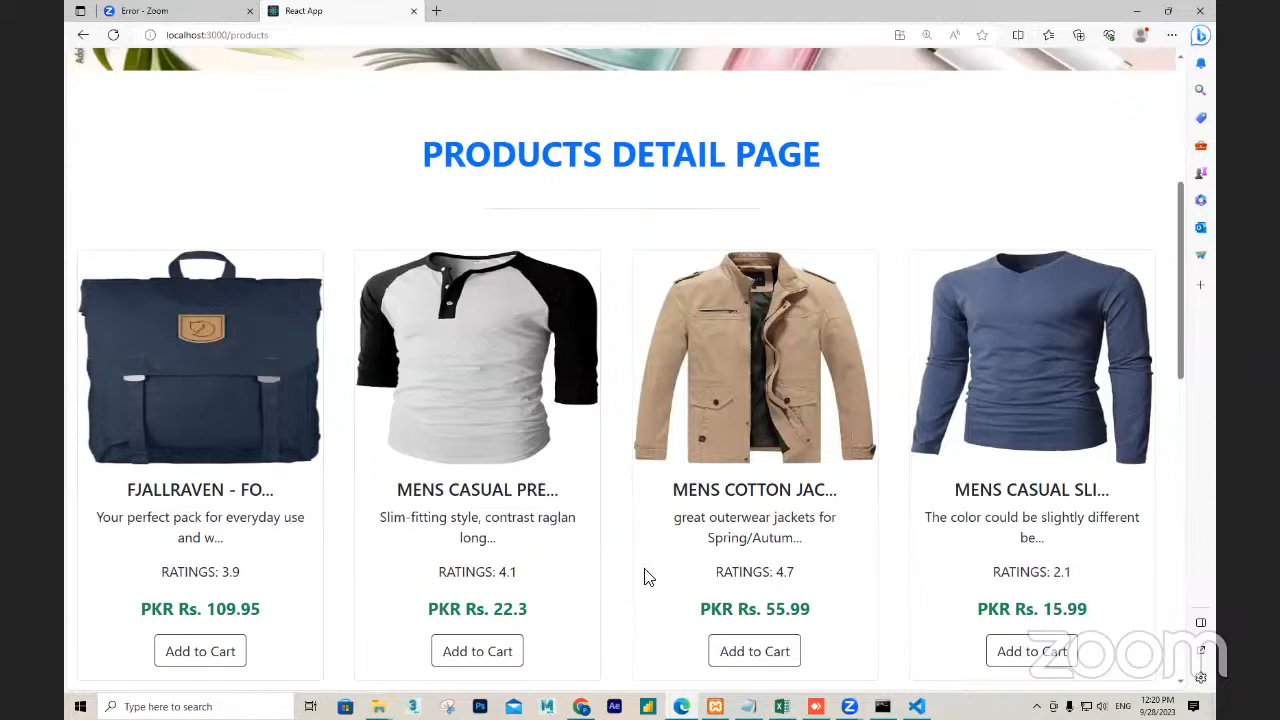 Error - Zoom
React App
localhost:3000/products
PRODUCTS DETAIL PAGE
FJALLRAVEN - FO...
Your perfect pack for everyday use
and w...
RATINGS: 3.9
PKR Rs. 109.95
Add to Cart
MENS CASUAL PRE...
Slim-fitting style, contrast raglan
long...
RATINGS: 4.1
PKR Rs. 22.3
Add to Cart
MENS COTTON JAC...
great outerwear jackets for
Spring/Autum...
RATINGS: 4.7
PKR Rs. 55.99
Add to Cart
MENS CASUAL SLI...
The color could be slightly different
be...
RATINGS: 2.1
PKR Rs. 15.99
Add to Cart
zoom
Type here to search
ENG
12:20 PM
9/28/2023